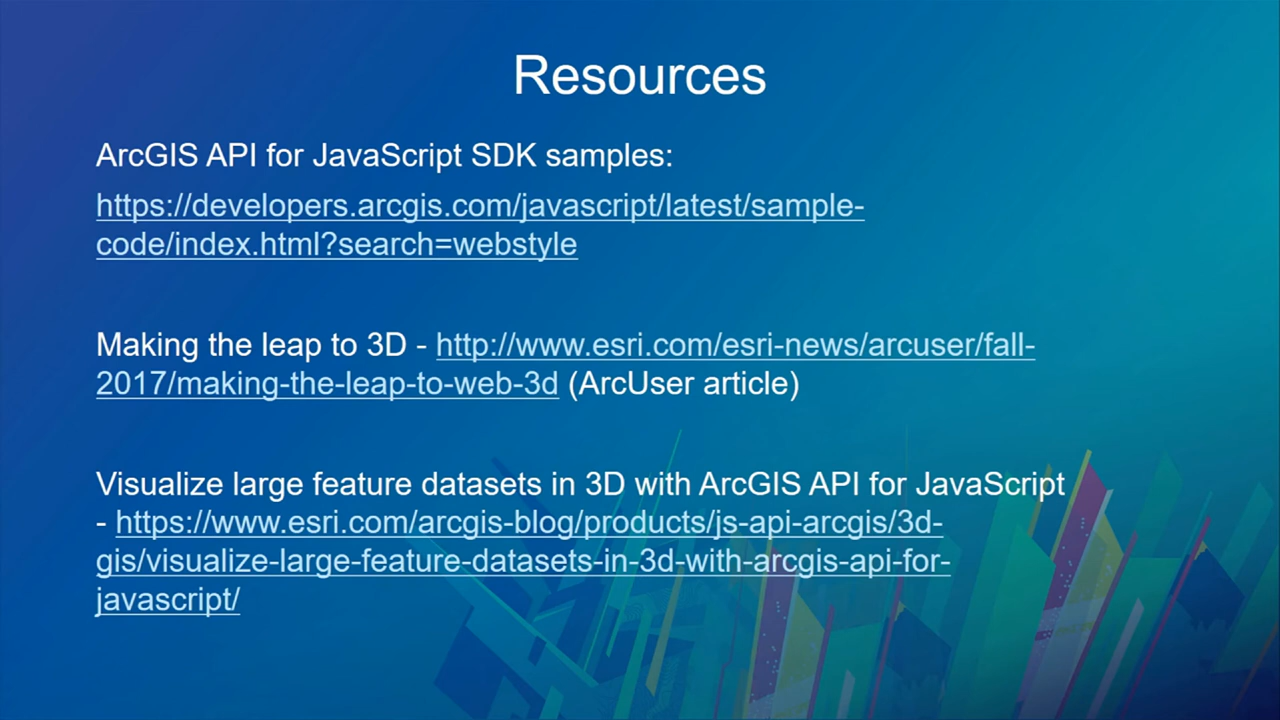 Resources
ArcGIS API for JavaScript SDK samples:
https://developers.arcgis.com/javascript/latest/sample-
code/index.html?search=webstyle
Making the leap to 3D - http://www.esri.com/esri-news/arcuser/fall-
2017/making-the-leap-to-web-3d (ArcUser article)
Visualize large feature datasets in 3D with ArcGIS API for JavaScript
- https://www.esri.com/arcgis-blog/products/js-api-arcgis/3d-
gis/visualize-large-feature-datasets-in-3d-with-arcgis-api-for-
javascript/